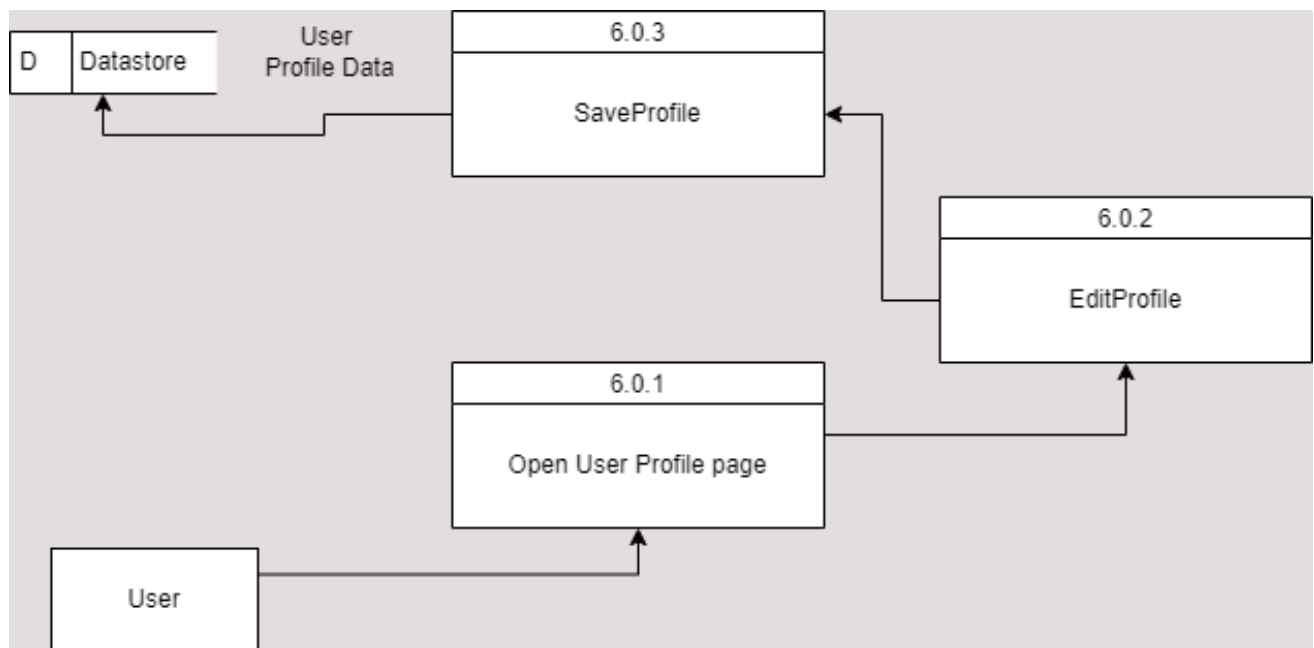 D
Datastore
User
Profile Data
6.0.3
SaveProfile
6.0.2
EditProfile
6.0.1
Open User Profile page
User